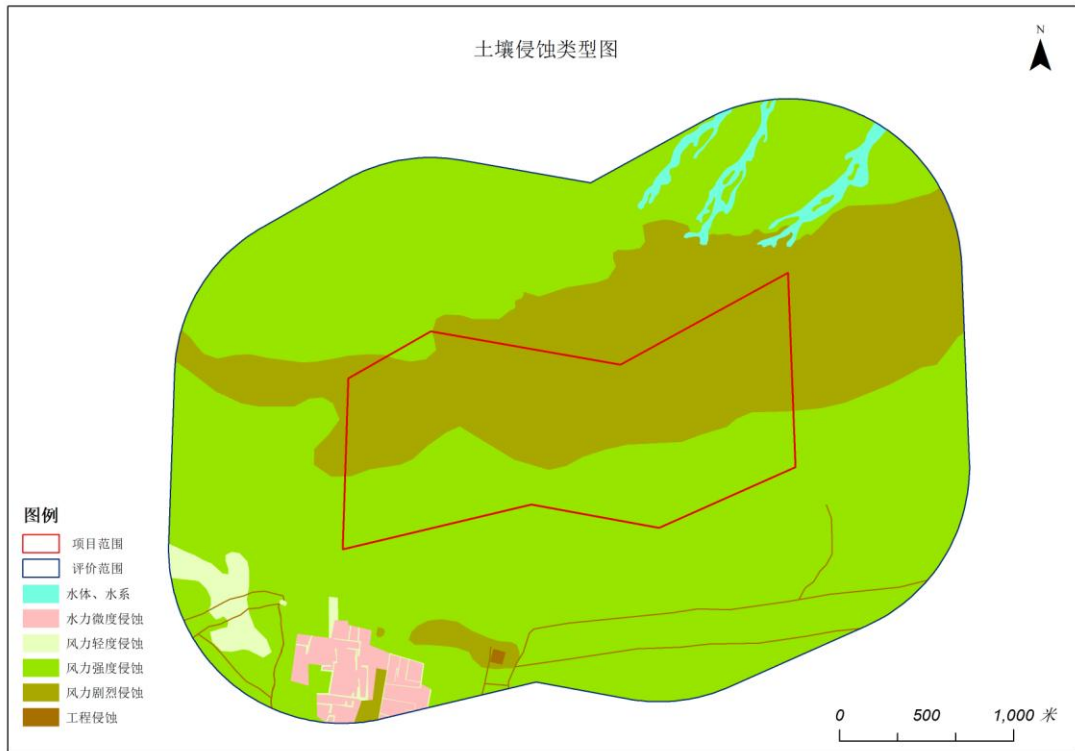 土壤侵蚀类型图
N
图例
项目范围
评价范围
水体、水系
水力微度侵蚀
风力轻度侵蚀
风力强度侵蚀
风力剧烈侵蚀
工程侵蚀
0 500 1,000 米